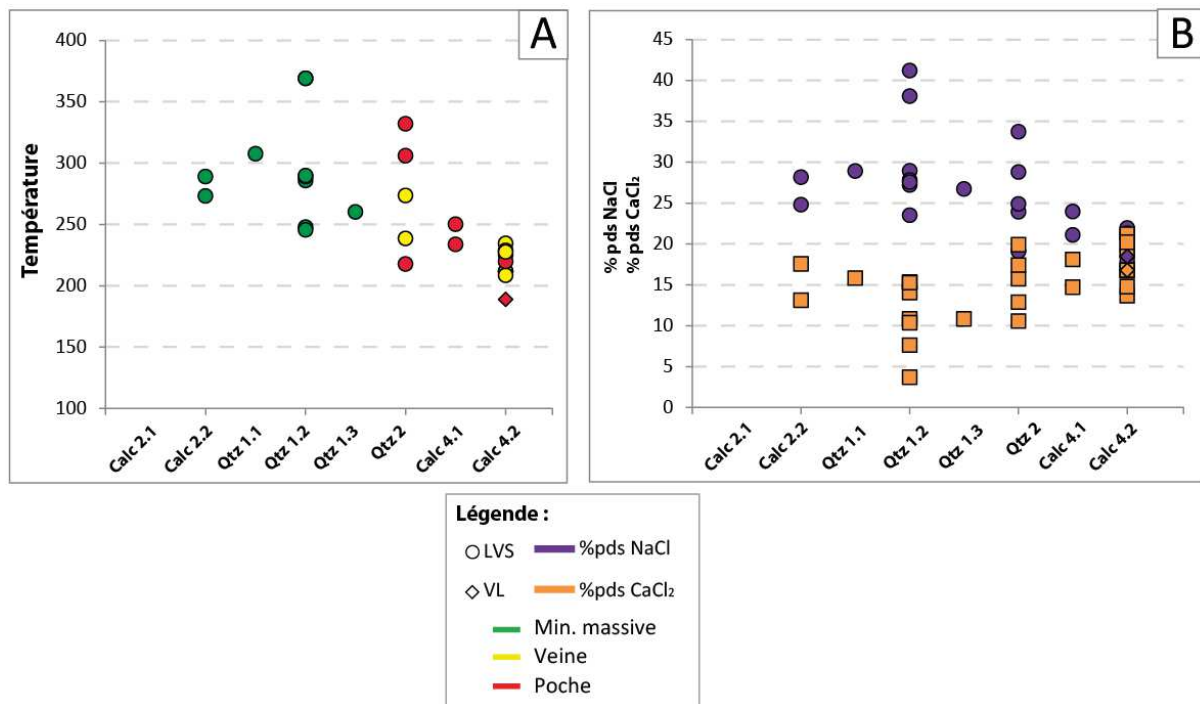 A
Température
400
350
300
250
200
150
100
Calc 2.1
Calc 2.2
Qtz 1.1
Qtz 1.2
Qtz 1.3
Qtz 2
Calc 4.1
Calc 4.2
B
% pds NaCl
% pds CaCl₂
45
40
35
30
25
20
15
10
5
0
Calc 2.1
Calc 2.2
Qtz 1.1
Qtz 1.2
Qtz 1.3
Qtz 2
Calc 4.1
Calc 4.2
Légende :
LVS %pds NaCl
VL %pds CaCl₂
Min. massive
Veine
Poche